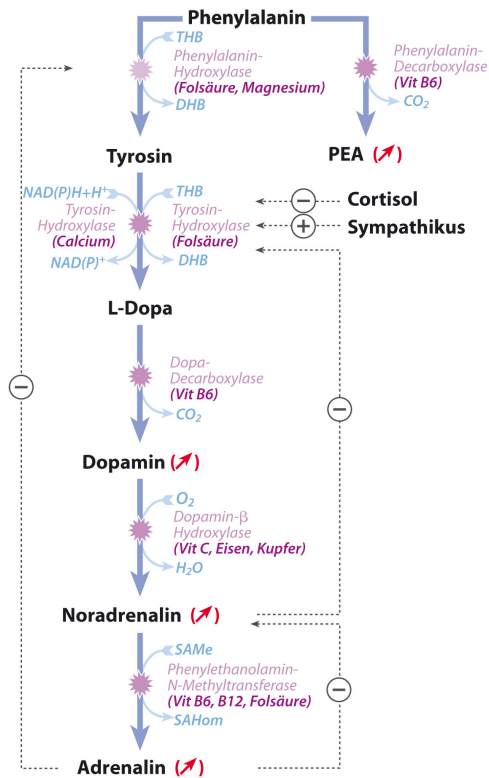 Phenylalanin
THB
Phenylalanin-
Hydroxylase
(Folsäure, Magnesium)
DHB
Phenylalanin-
Decarboxylase
(Vit B6)
CO2
Tyrosin
PEA (↗)
NAD(P)H+H+
Tyrosin-
Hydroxylase
(Calcium)
NAD(P)+
THB
Tyrosin-
Hydroxylase
(Folsäure)
DHB
− Cortisol
+ Sympathikus
L-Dopa
Dopa-
Decarboxylase
(Vit B6)
CO2
−
−
Dopamin (↗)
O2
Dopamin-β
Hydroxylase
(Vit C, Eisen, Kupfer)
H2O
Noradrenalin (↗)
SAMe
Phenylethanolamin-
N-Methyltransferase
(Vit B6, B12, Folsäure)
SAHom
−
Adrenalin (↗)